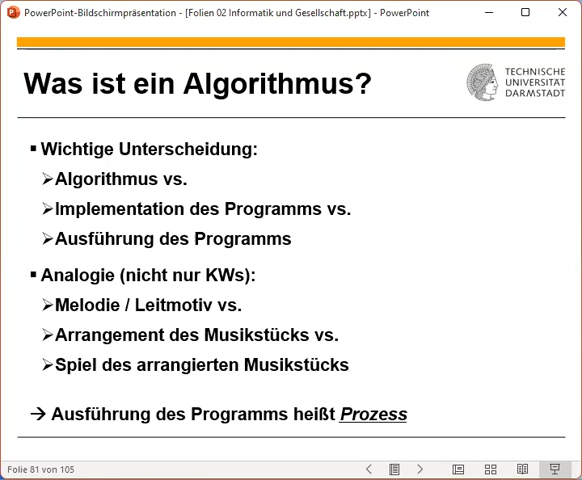 PowerPoint-Bildschirmpräsentation - [Folien 02 Informatik und Gesellschaft.pptx] - PowerPoint
Was ist ein Algorithmus?
TECHNISCHE
UNIVERSITÄT
DARMSTADT
▪ Wichtige Unterscheidung:
➢Algorithmus vs.
➢Implementation des Programms vs.
➢Ausführung des Programms
▪ Analogie (nicht nur KWs):
➢Melodie / Leitmotiv vs.
➢Arrangement des Musikstücks vs.
➢Spiel des arrangierten Musikstücks
→ Ausführung des Programms heißt Prozess
Folie 81 von 105